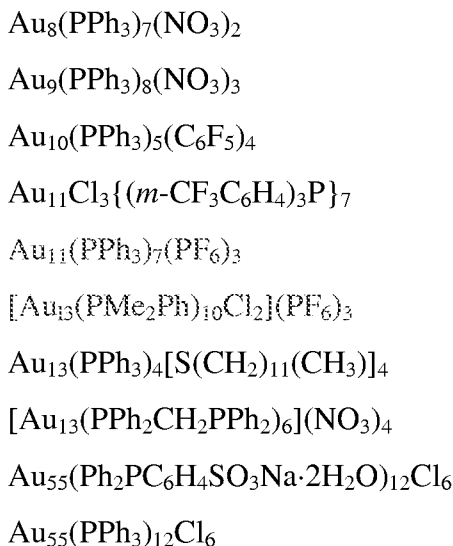 Au₈(PPh₃)₇(NO₃)₂
Au₉(PPh₃)₈(NO₃)₃
Au₁₀(PPh₃)₅(C₆F₅)₄
Au₁₁Cl₃{(m-CF₃C₆H₄)₃P}₇
Au₁₁(PPh₃)₇(PF₆)₃
[Au₁₃(PMe₂Ph)₁₀Cl₂](PF₆)₃
Au₁₃(PPh₃)₄[S(CH₂)₁₁(CH₃)]₄
[Au₁₃(PPh₂CH₂PPh₂)₆](NO₃)₄
Au₅₅(Ph₂PC₆H₄SO₃Na·2H₂O)₁₂Cl₆
Au₅₅(PPh₃)₁₂Cl₆